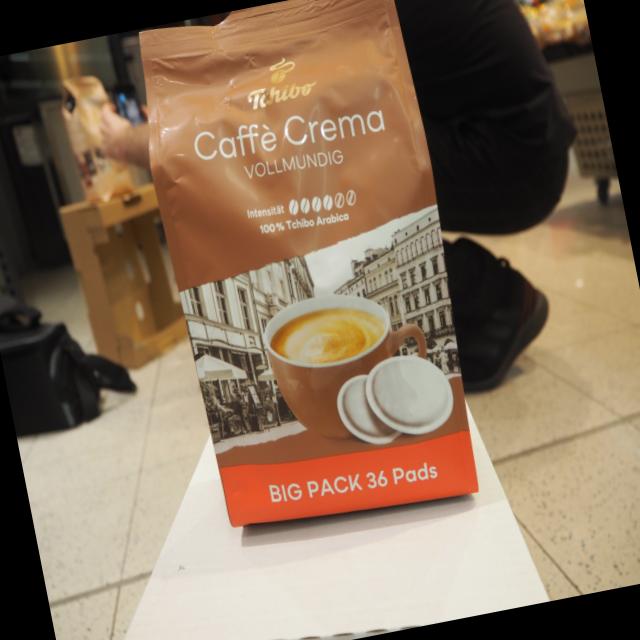 Tchibo
Caffè Crema
VOLLMUNDIG
Intensität
100% Tchibo Arabica
BIG PACK 36 Pads